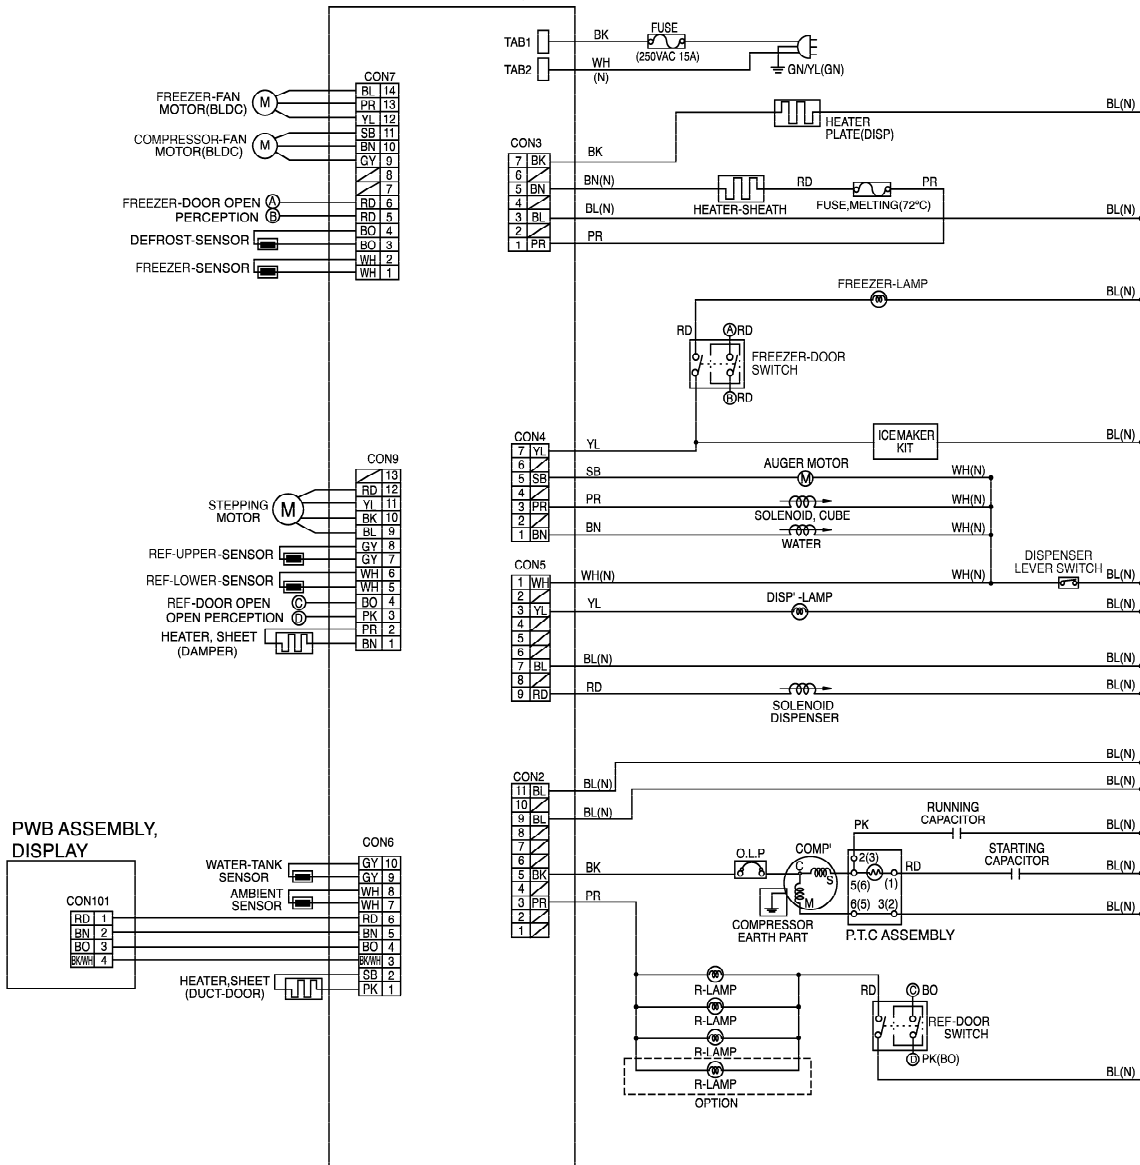 TAB1
BK
FUSE
(250VAC 15A)
TAB2
WH
(N)
GN/YL(GN)
CON7
FREEZER-FAN
MOTOR(BLDC)
M
BL 14
PR 13
YL 12
COMPRESSOR-FAN
MOTOR(BLDC)
M
SB 11
BN 10
GY 9
8
7
FREEZER-DOOR OPEN A
RD 6
PERCEPTION B
RD 5
DEFROST-SENSOR
BO 4
BO 3
FREEZER-SENSOR
WH 2
WH 1
HEATER
PLATE(DISP)
BL(N)
CON3
7 BK
BK
6
5 BN
BN(N)
HEATER-SHEATH
RD
FUSE,MELTING(72°C)
PR
4
3 BL
BL(N)
2
1 PR
PR
FREEZER-LAMP
BL(N)
RD
A RD
FREEZER-DOOR
SWITCH
B RD
CON4
7 YL
YL
ICEMAKER
KIT
BL(N)
6
5 SB
SB
AUGER MOTOR
M
WH(N)
4
3 PR
PR
SOLENOID, CUBE
WH(N)
2
1 BN
BN
WATER
WH(N)
CON9
13
STEPPING
MOTOR
M
RD 12
YL 11
BK 10
BL 9
REF-UPPER-SENSOR
GY 8
GY 7
REF-LOWER-SENSOR
WH 6
WH 5
REF-DOOR OPEN C
BO 4
OPEN PERCEPTION D
PK 3
HEATER, SHEET
(DAMPER)
PR 2
BN 1
CON5
1 WH
WH(N)
WH(N)
DISPENSER
LEVER SWITCH
BL(N)
2
3 YL
YL
DISP'-LAMP
BL(N)
4
5
6
7 BL
BL(N)
BL(N)
8
9 RD
RD
SOLENOID
DISPENSER
BL(N)
CON2
11 BL
BL(N)
BL(N)
10
9 BL
BL(N)
BL(N)
8
7
6
5 BK
BK
4
3 PR
PR
2
1
O.L.P
COMP'
C
S
M
COMPRESSOR
EARTH PART
PK
2(3)
5(6)
(1)
6(5)
3(2)
RD
P.T.C ASSEMBLY
RUNNING
CAPACITOR
BL(N)
STARTING
CAPACITOR
BL(N)
BL(N)
PWB ASSEMBLY,
DISPLAY
CON101
RD 1
BN 2
BO 3
BK/WH 4
CON6
WATER-TANK
SENSOR
GY 10
GY 9
AMBIENT
SENSOR
WH 8
WH 7
RD 6
BN 5
BO 4
BK/WH 3
HEATER,SHEET
(DUCT-DOOR)
SB 2
PK 1
R-LAMP
R-LAMP
R-LAMP
R-LAMP
OPTION
RD
C BO
REF-DOOR
SWITCH
D PK(BO)
BL(N)